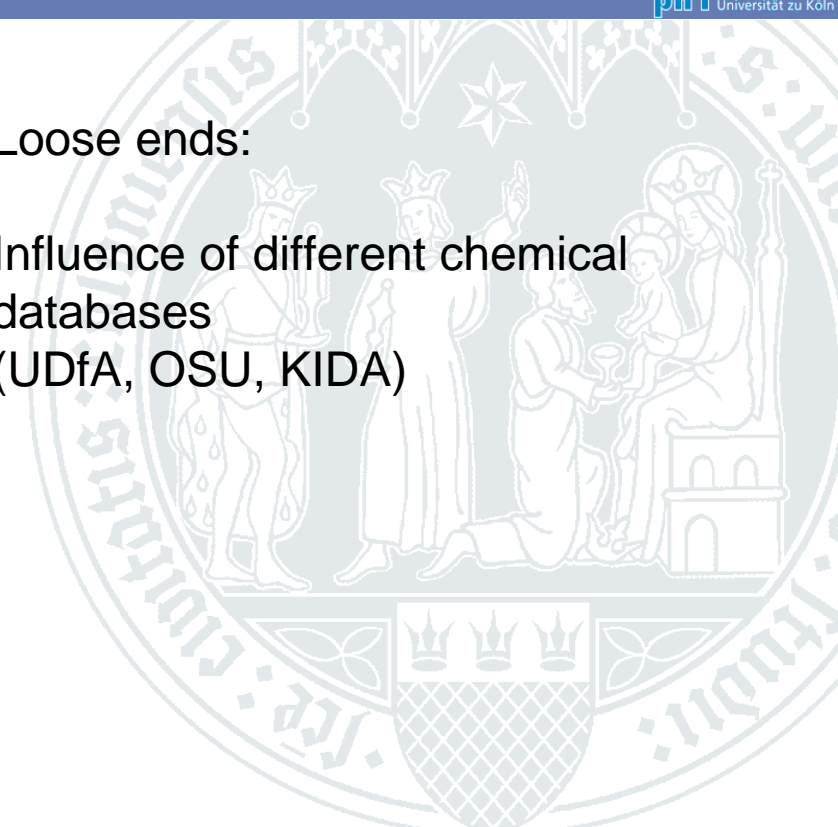 Universität zu Köln
Loose ends:
Influence of different chemical
databases
(UDfA, OSU, KIDA)